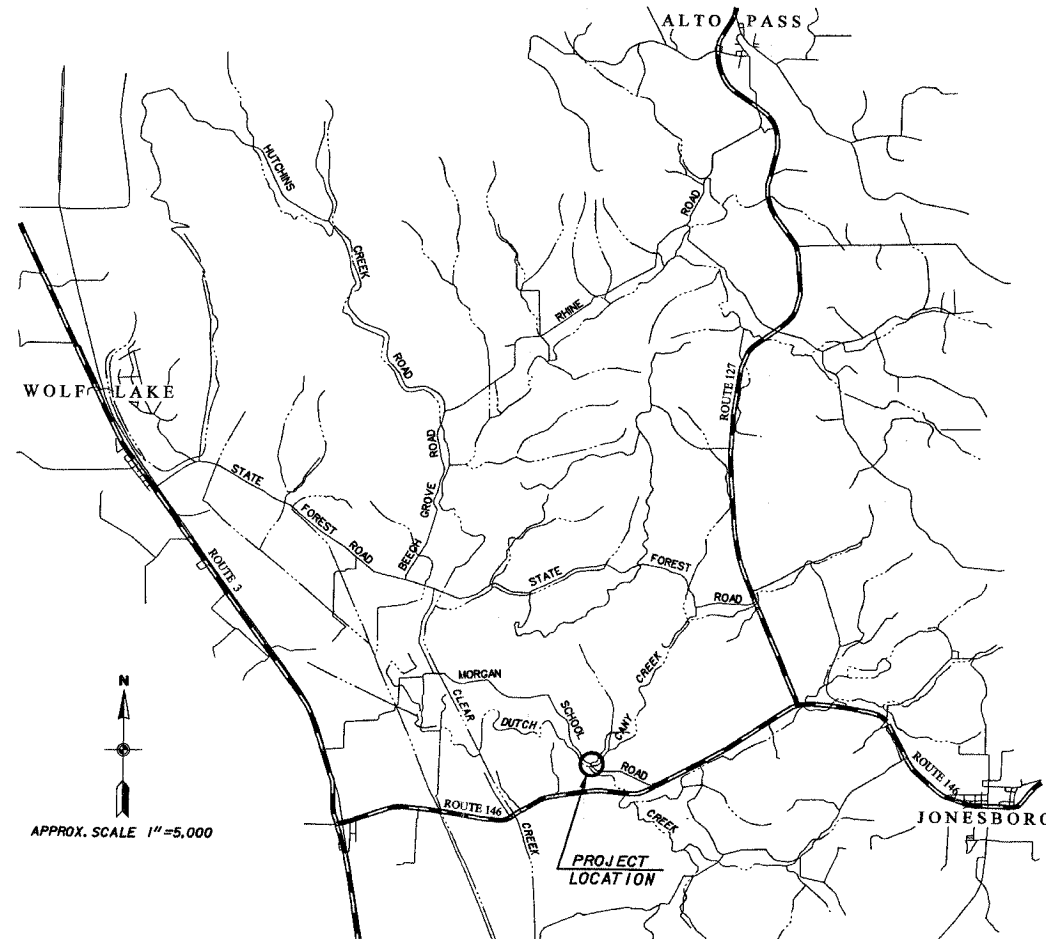 ALTO PASS
HUTCHINS
CREEK
ROAD
ROAD
RHINE
WOLF LAKE
ROUTE 127
ROAD
GROVE
BEECH
STATE
FOREST
ROAD
ROUTE 3
STATE
FOREST
ROAD
N
MORGAN
SCHOOL
ROAD
CLEAR
CREEK
DUTCH
CREEK
CANY
CREEK
ROUTE 146
ROUTE 146
JONESBORO
APPROX. SCALE 1"=5,000
PROJECT
LOCATION